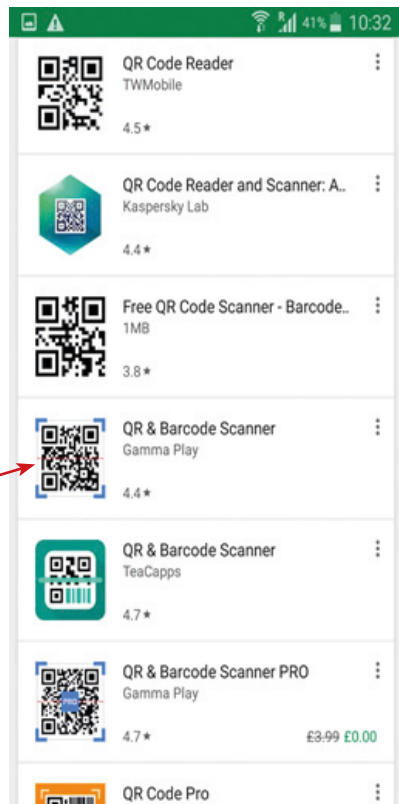 41% 10:32
QR Code Reader
TWMobile
4.5★
QR Code Reader and Scanner: A..
Kaspersky Lab
4.4★
Free QR Code Scanner - Barcode..
1MB
3.8★
QR & Barcode Scanner
Gamma Play
4.4★
QR & Barcode Scanner
TeaCapps
4.7★
QR & Barcode Scanner PRO
Gamma Play
PRO
4.7★ £3.99 £0.00
QR Code Pro